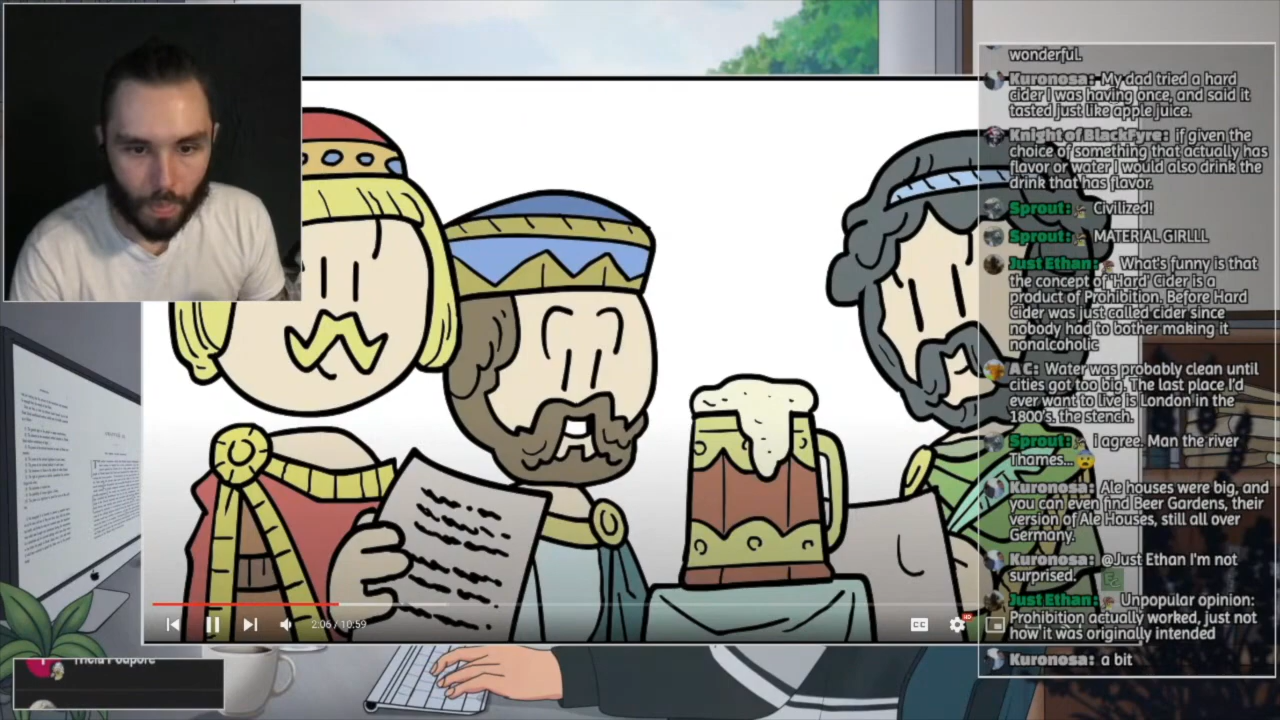 wonderful.
Kuronosa: My dad tried a hard
cider I was having once, and said it
tasted just like apple juice.
Knight of BlackFyre: if given the
choice of something that actually has
flavor or water I would also drink the
drink that has flavor.
Sprout: Civilized!
Sprout: MATERIAL GIRLLL
Just Ethan: What's funny is that
the concept of 'Hard' Cider is a
product of Prohibition. Before Hard
Cider was just called cider since
nobody had to bother making it
nonalcoholic
A C: Water was probably clean until
cities got too big. The last place I'd
ever want to live is London in the
1800's. the stench.
Sprout: i agree. Man the river
Thames...
Kuronosa: Ale houses were big, and
you can even find Beer Gardens, their
version of Ale Houses, still all over
Germany.
Kuronosa: @Just Ethan I'm not
surprised.
Just Ethan: Unpopular opinion:
Prohibition actually worked, just not
how it was originally intended
Kuronosa: a bit
2:06 / 10:59
CC
HD